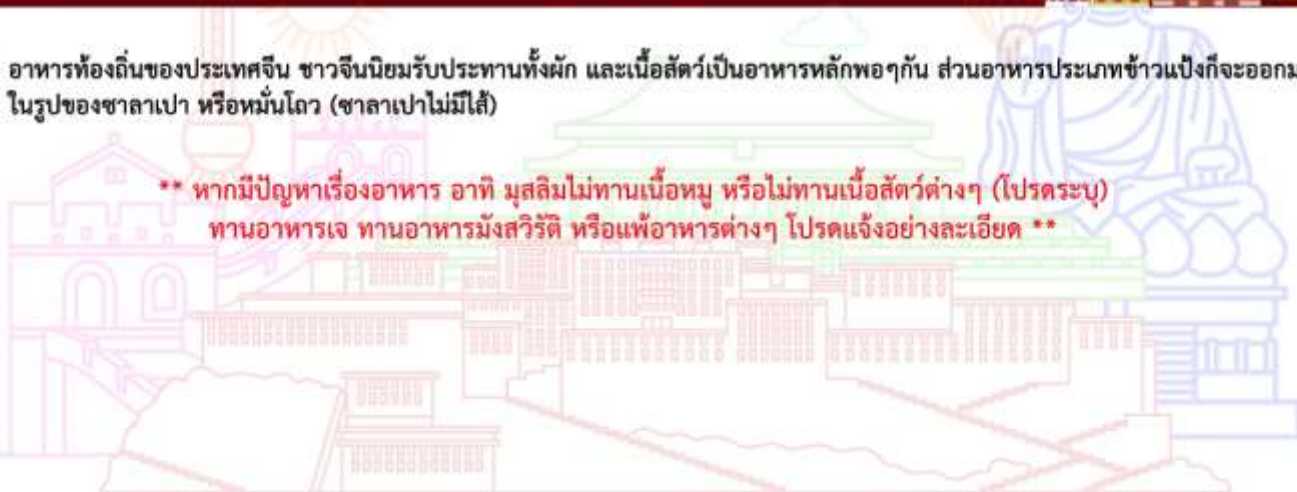 อาหารท้องถิ่นของประเทศจีน ชาวจีนนิยมรับประทานทั้งผัก และเนื้อสัตว์เป็นอาหารหลักพอๆกัน ส่วนอาหารประเภทข้าวแป้งก็จะออกม
ในรูปของซาลาเปา หรือหมั่นโถว (ซาลาเปาไม่มีไส้)
** หากมีปัญหาเรื่องอาหาร อาทิ มุสลิมไม่ทานเนื้อหมู หรือไม่ทานเนื้อสัตว์ต่างๆ (โปรดระบุ)
ทานอาหารเจ ทานอาหารมังสวิรัติ หรือแพ้อาหารต่างๆ โปรดแจ้งอย่างละเอียด **